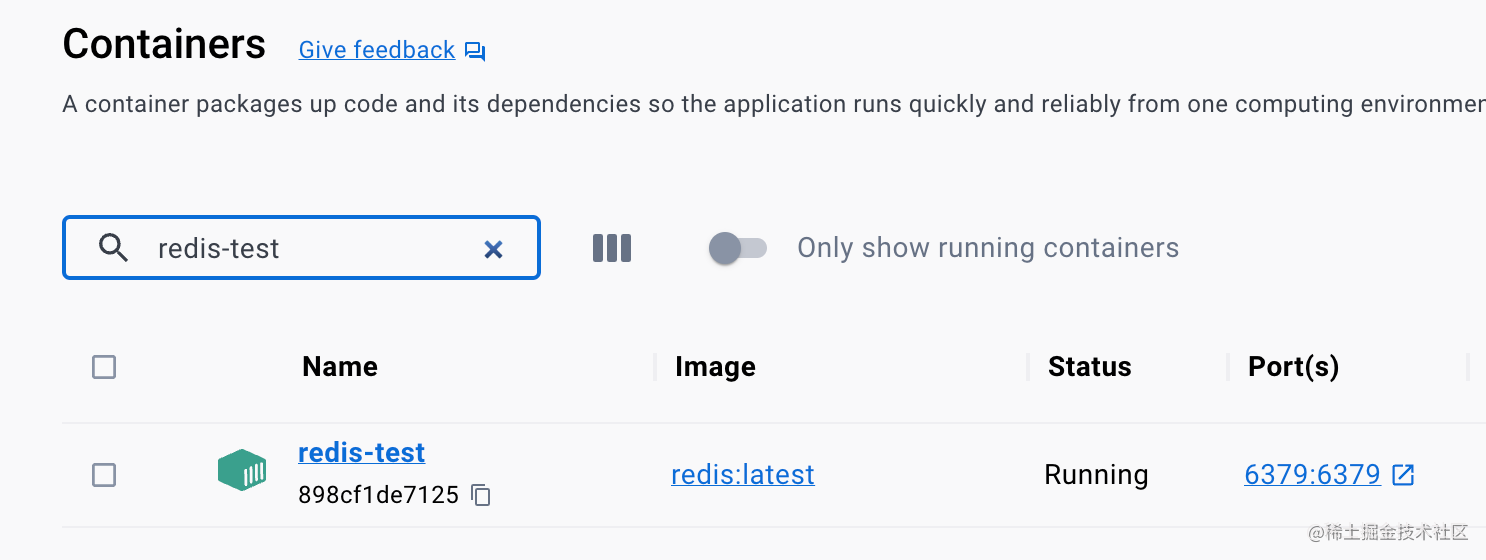 Containers Give feedback
A container packages up code and its dependencies so the application runs quickly and reliably from one computing environmen
redis-test Only show running containers
Name Image Status Port(s)
redis-test
898cf1de7125
redis:latest Running 6379:6379
@稀土掘金技术社区